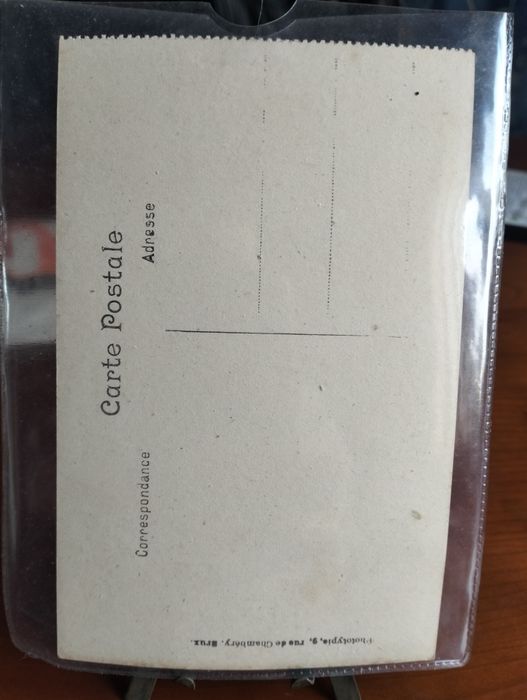 Carte Postale
Correspondance
Adresse
Phototypie, 9, rue de Chambéry. Brux.